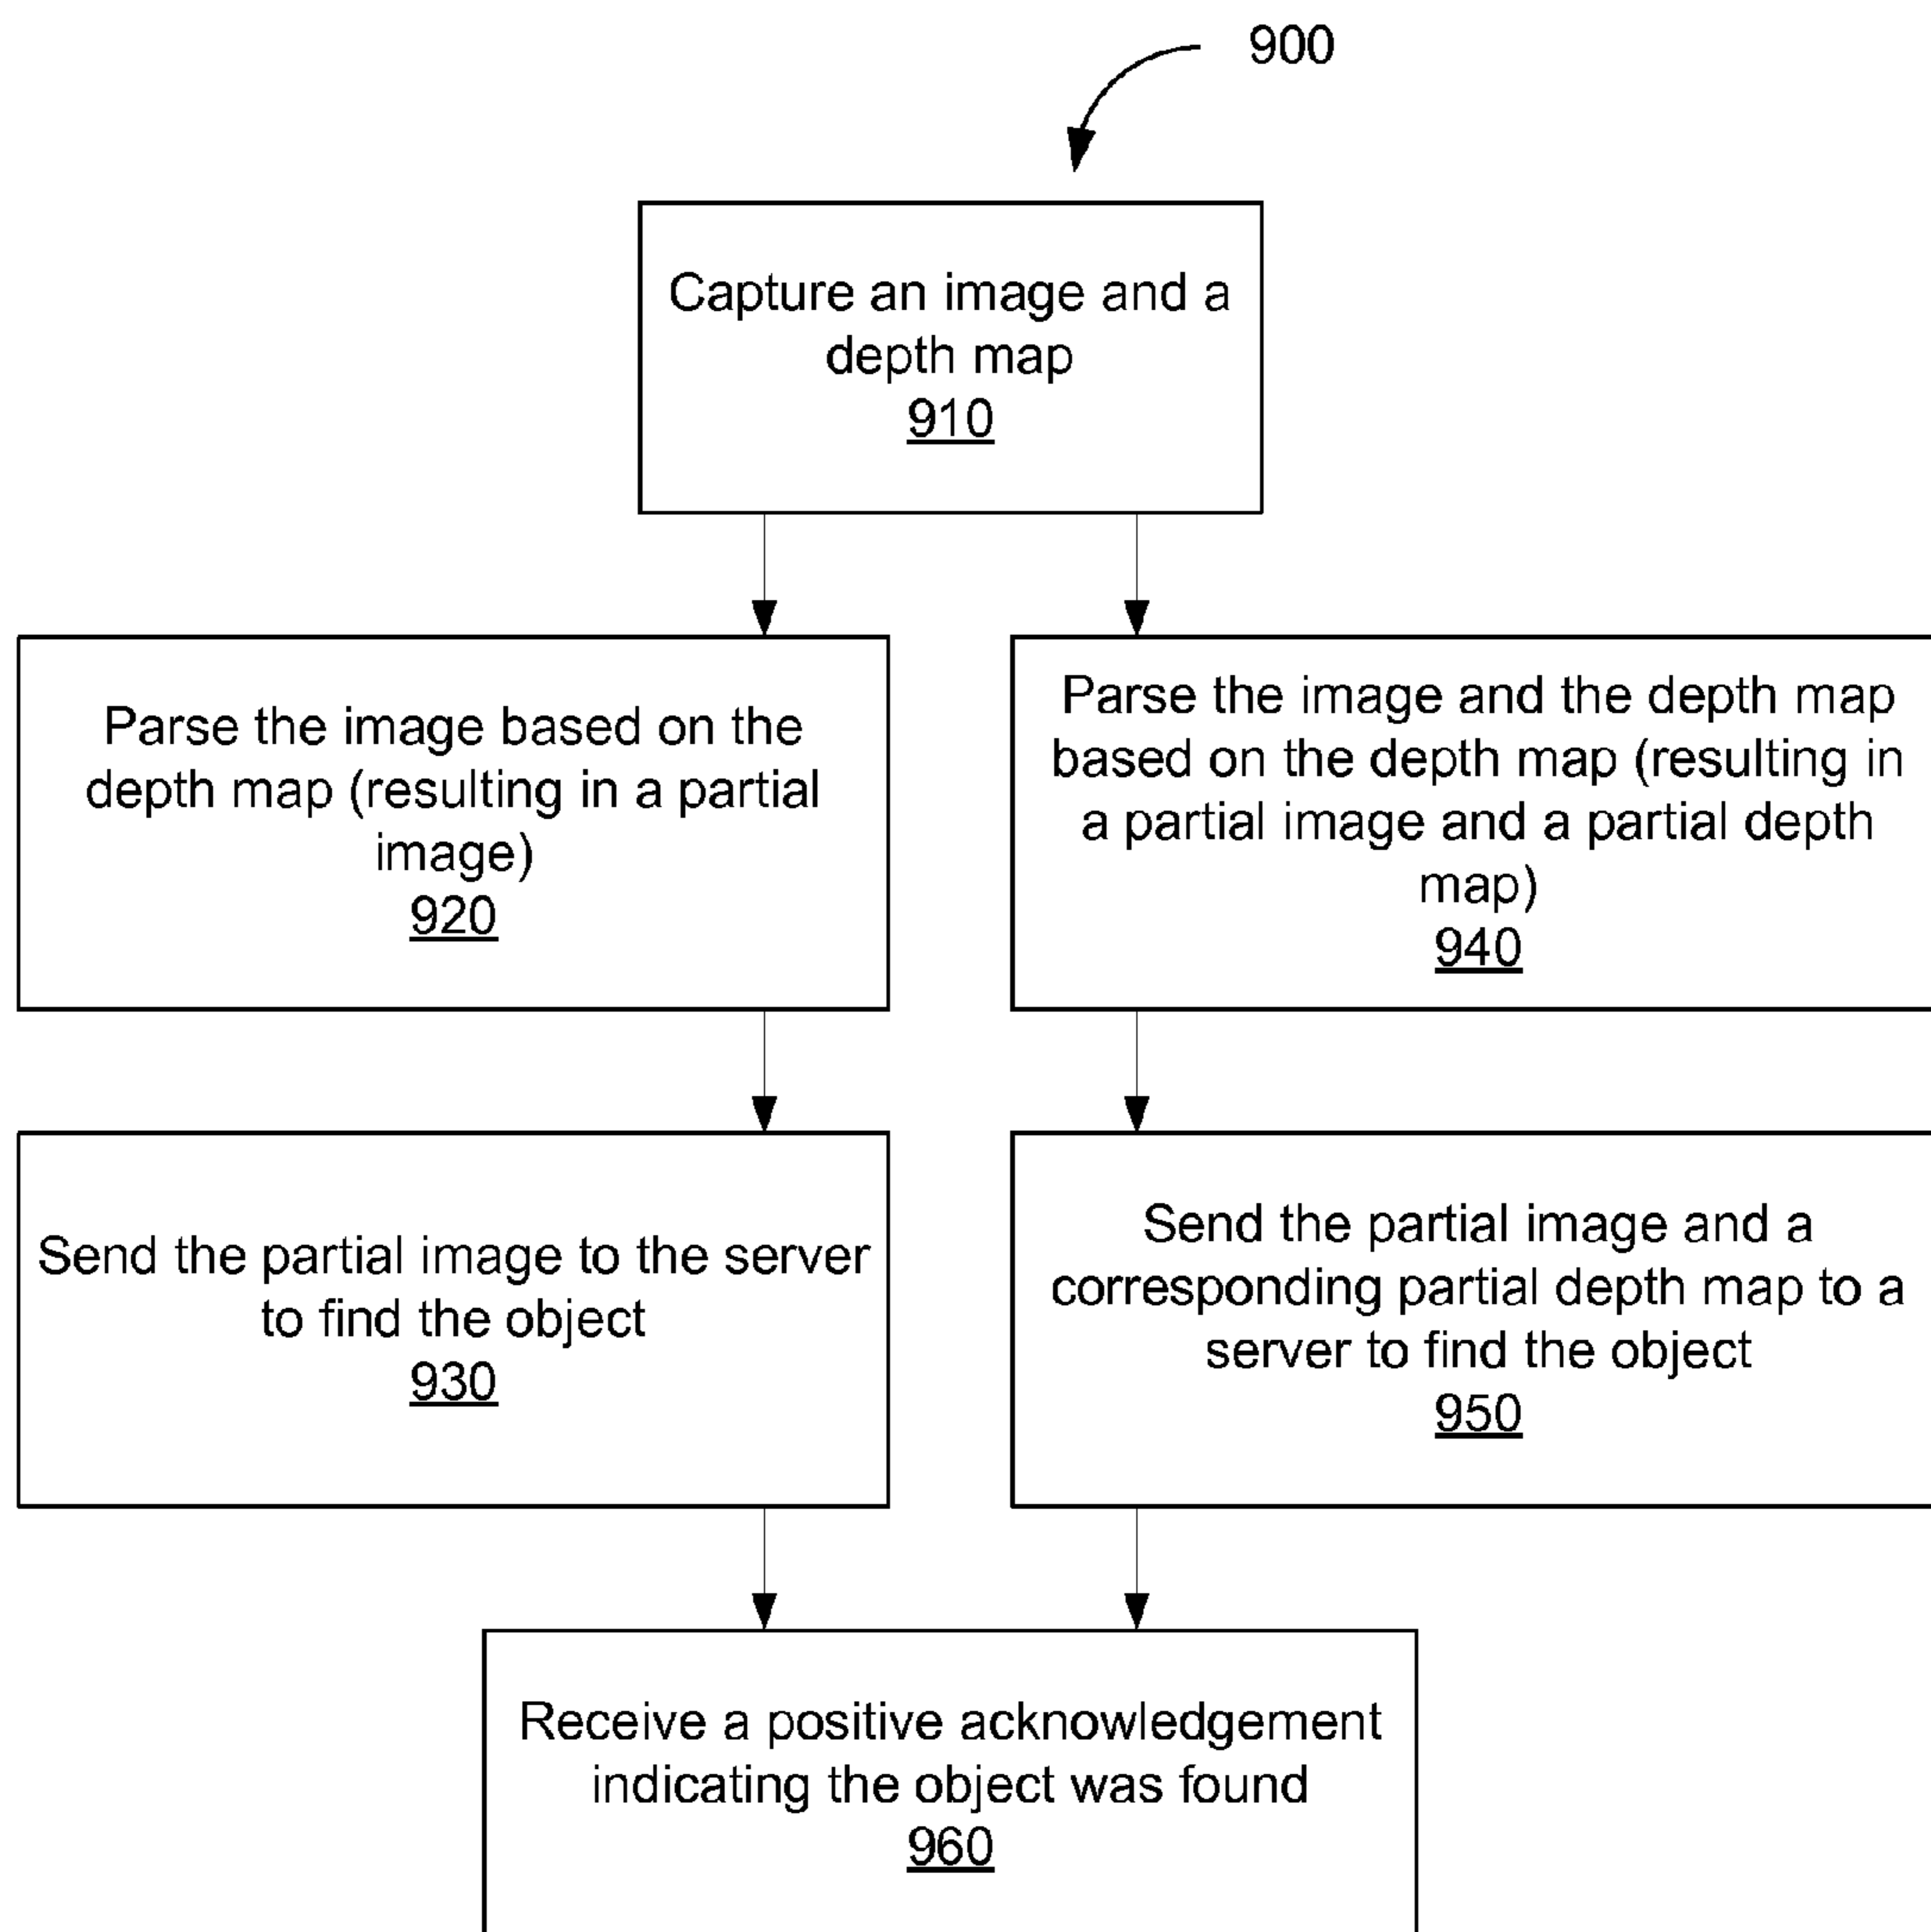 900
Capture an image and a
depth map
910
Parse the image based on the
depth map (resulting in a partial
image)
920
Parse the image and the depth map
based on the depth map (resulting in
a partial image and a partial depth
map)
940
Send the partial image to the server
to find the object
930
Send the partial image and a
corresponding partial depth map to a
server to find the object
950
Receive a positive acknowledgement
indicating the object was found
960